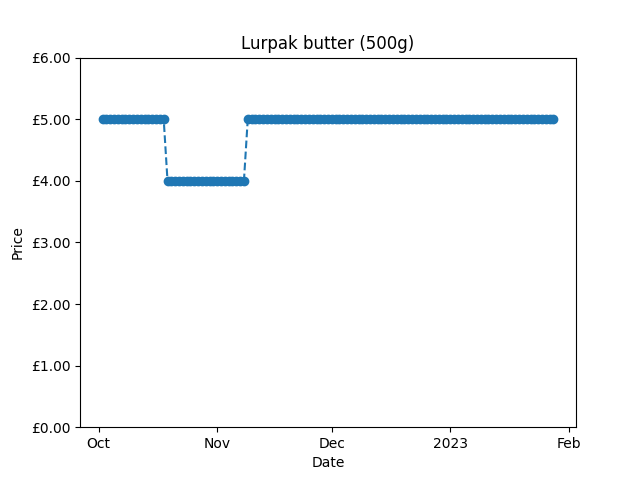 Lurpak butter (500g)
£6.00
£5.00
£4.00
£3.00
£2.00
£1.00
£0.00
Price
Oct Nov Dec 2023 Feb
Date